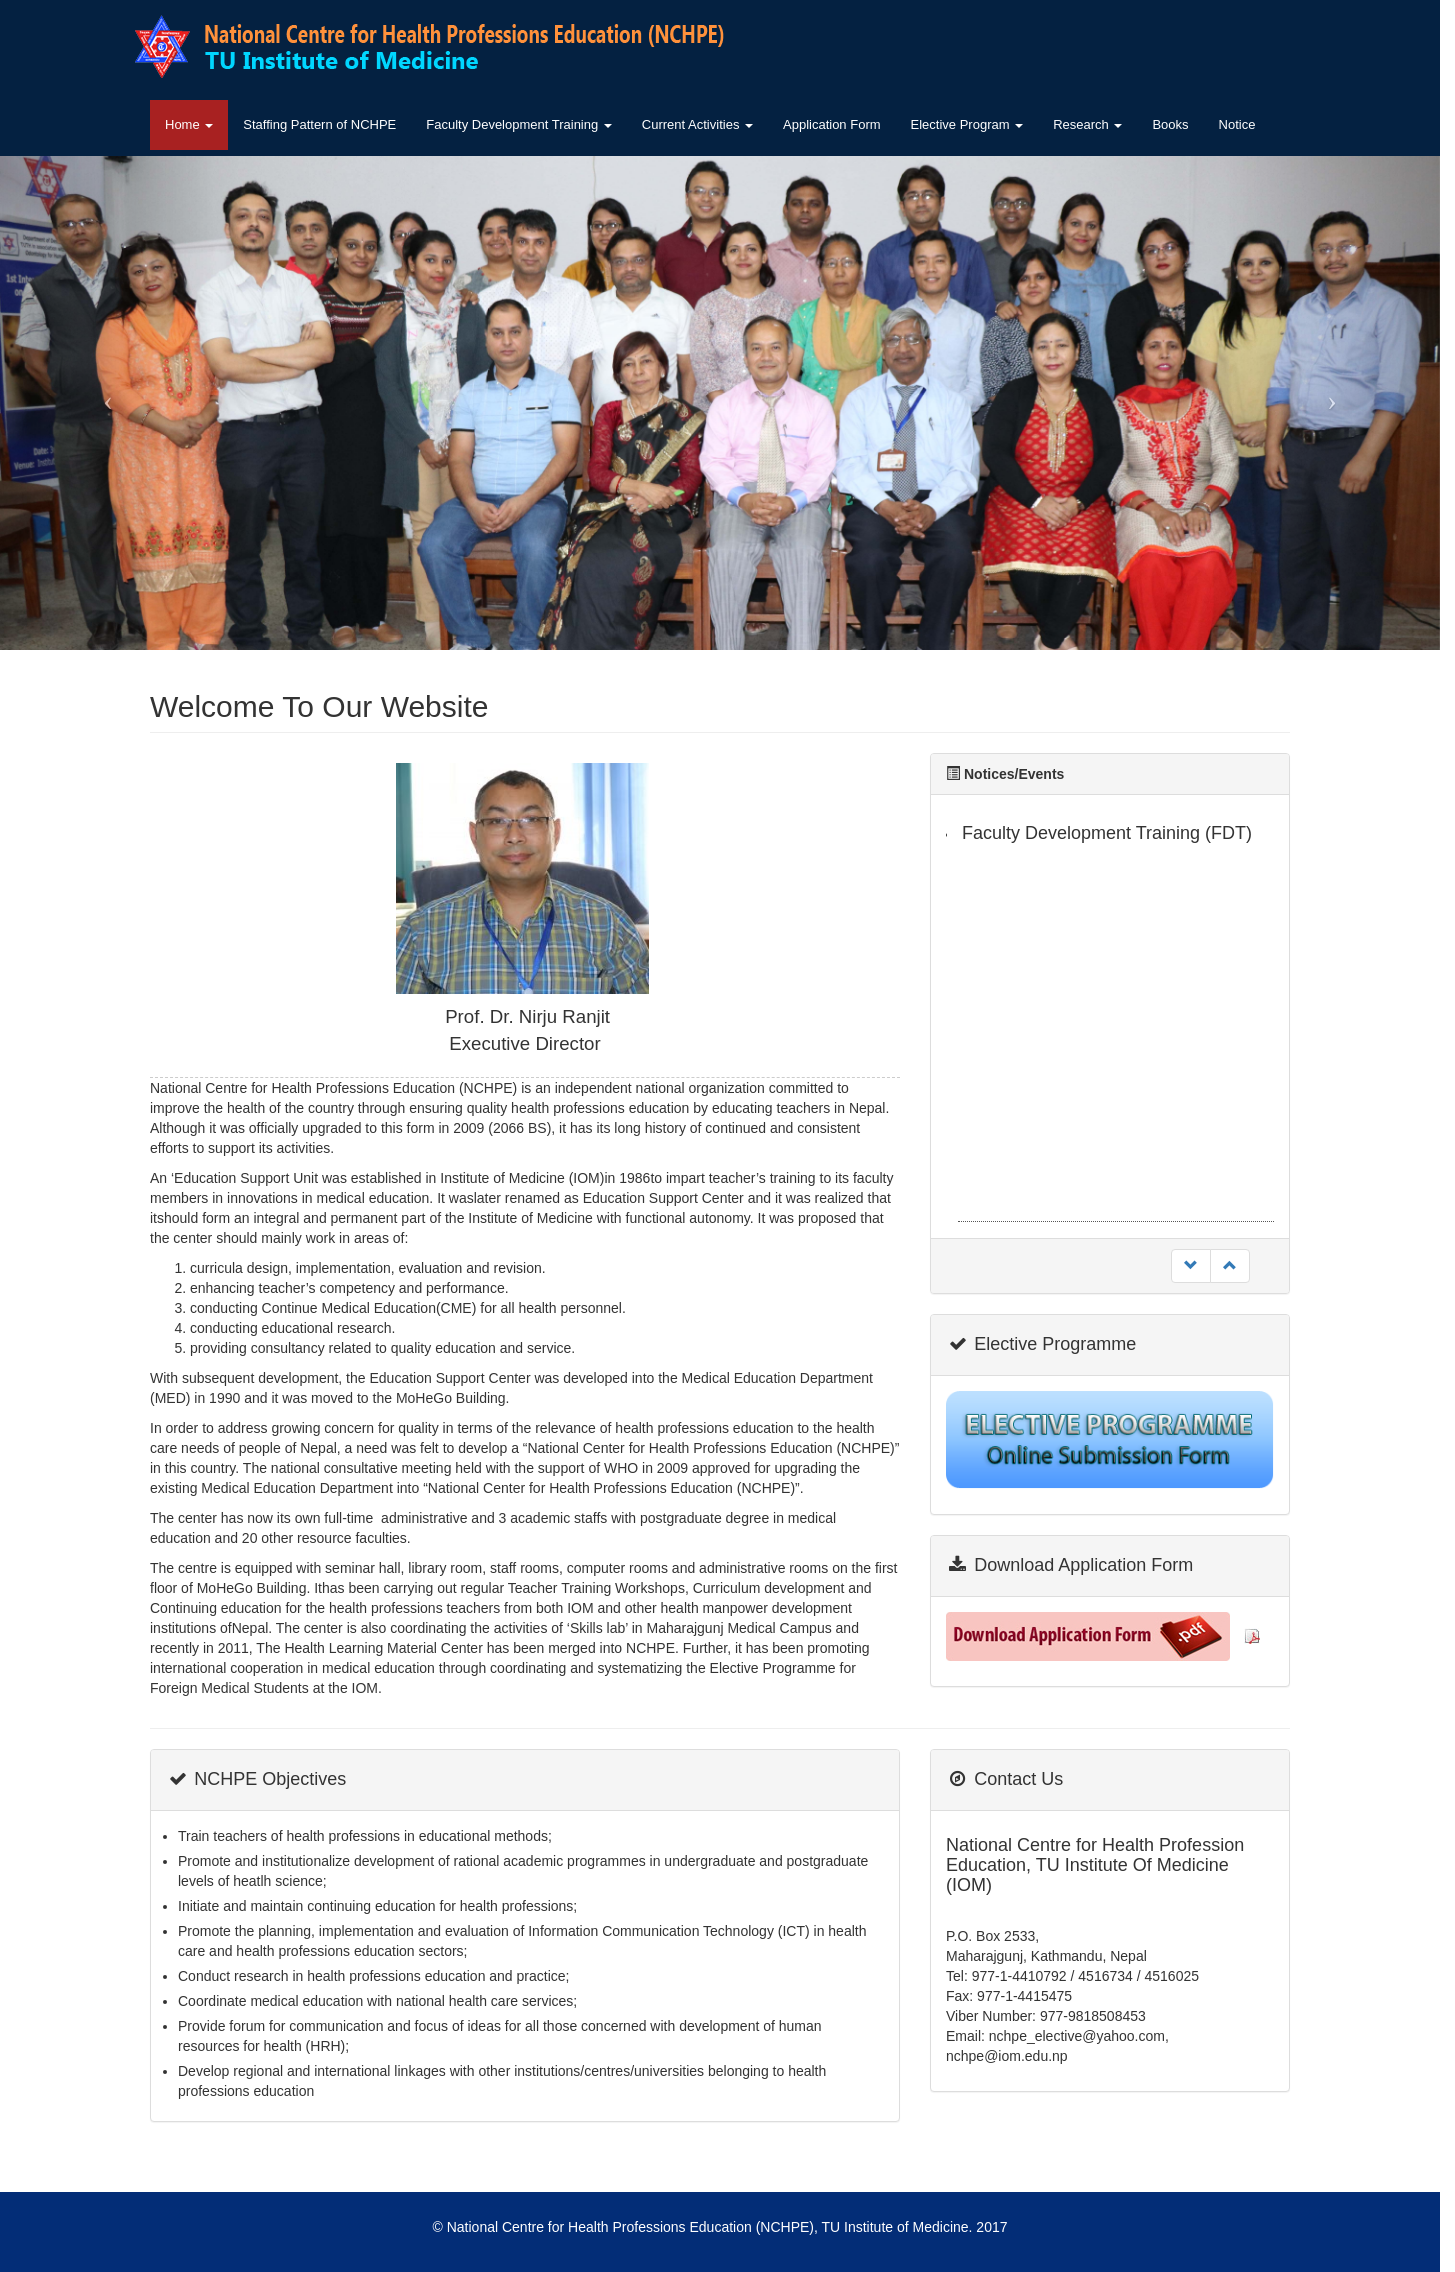 National Centre for Health Professions Education (NCHPE)
TU Institute of Medicine
Home
Staffing Pattern of NCHPE
Faculty Development Training
Current Activities
Application Form
Elective Program
Research
Books
Notice
Welcome To Our Website
Prof. Dr. Nirju Ranjit
Executive Director
National Centre for Health Professions Education (NCHPE) is an independent national organization committed to
improve the health of the country through ensuring quality health professions education by educating teachers in Nepal.
Although it was officially upgraded to this form in 2009 (2066 BS), it has its long history of continued and consistent
efforts to support its activities.
An ‘Education Support Unit was established in Institute of Medicine (IOM)in 1986to impart teacher’s training to its faculty
members in innovations in medical education. It waslater renamed as Education Support Center and it was realized that
itshould form an integral and permanent part of the Institute of Medicine with functional autonomy. It was proposed that
the center should mainly work in areas of:
1. curricula design, implementation, evaluation and revision.
2. enhancing teacher’s competency and performance.
3. conducting Continue Medical Education(CME) for all health personnel.
4. conducting educational research.
5. providing consultancy related to quality education and service.
With subsequent development, the Education Support Center was developed into the Medical Education Department
(MED) in 1990 and it was moved to the MoHeGo Building.
In order to address growing concern for quality in terms of the relevance of health professions education to the health
care needs of people of Nepal, a need was felt to develop a “National Center for Health Professions Education (NCHPE)”
in this country. The national consultative meeting held with the support of WHO in 2009 approved for upgrading the
existing Medical Education Department into “National Center for Health Professions Education (NCHPE)”.
The center has now its own full-time  administrative and 3 academic staffs with postgraduate degree in medical
education and 20 other resource faculties.
The centre is equipped with seminar hall, library room, staff rooms, computer rooms and administrative rooms on the first
floor of MoHeGo Building. Ithas been carrying out regular Teacher Training Workshops, Curriculum development and
Continuing education for the health professions teachers from both IOM and other health manpower development
institutions ofNepal. The center is also coordinating the activities of ‘Skills lab’ in Maharajgunj Medical Campus and
recently in 2011, The Health Learning Material Center has been merged into NCHPE. Further, it has been promoting
international cooperation in medical education through coordinating and systematizing the Elective Programme for
Foreign Medical Students at the IOM.
Notices/Events
Faculty Development Training (FDT)
Elective Programme
ELECTIVE PROGRAMME
Online Submission Form
Download Application Form
Download Application Form
.pdf
NCHPE Objectives
• Train teachers of health professions in educational methods;
• Promote and institutionalize development of rational academic programmes in undergraduate and postgraduate
levels of heatlh science;
• Initiate and maintain continuing education for health professions;
• Promote the planning, implementation and evaluation of Information Communication Technology (ICT) in health
care and health professions education sectors;
• Conduct research in health professions education and practice;
• Coordinate medical education with national health care services;
• Provide forum for communication and focus of ideas for all those concerned with development of human
resources for health (HRH);
• Develop regional and international linkages with other institutions/centres/universities belonging to health
professions education
Contact Us
National Centre for Health Profession
Education, TU Institute Of Medicine
(IOM)
P.O. Box 2533,
Maharajgunj, Kathmandu, Nepal
Tel: 977-1-4410792 / 4516734 / 4516025
Fax: 977-1-4415475
Viber Number: 977-9818508453
Email: nchpe_elective@yahoo.com,
nchpe@iom.edu.np
© National Centre for Health Professions Education (NCHPE), TU Institute of Medicine. 2017